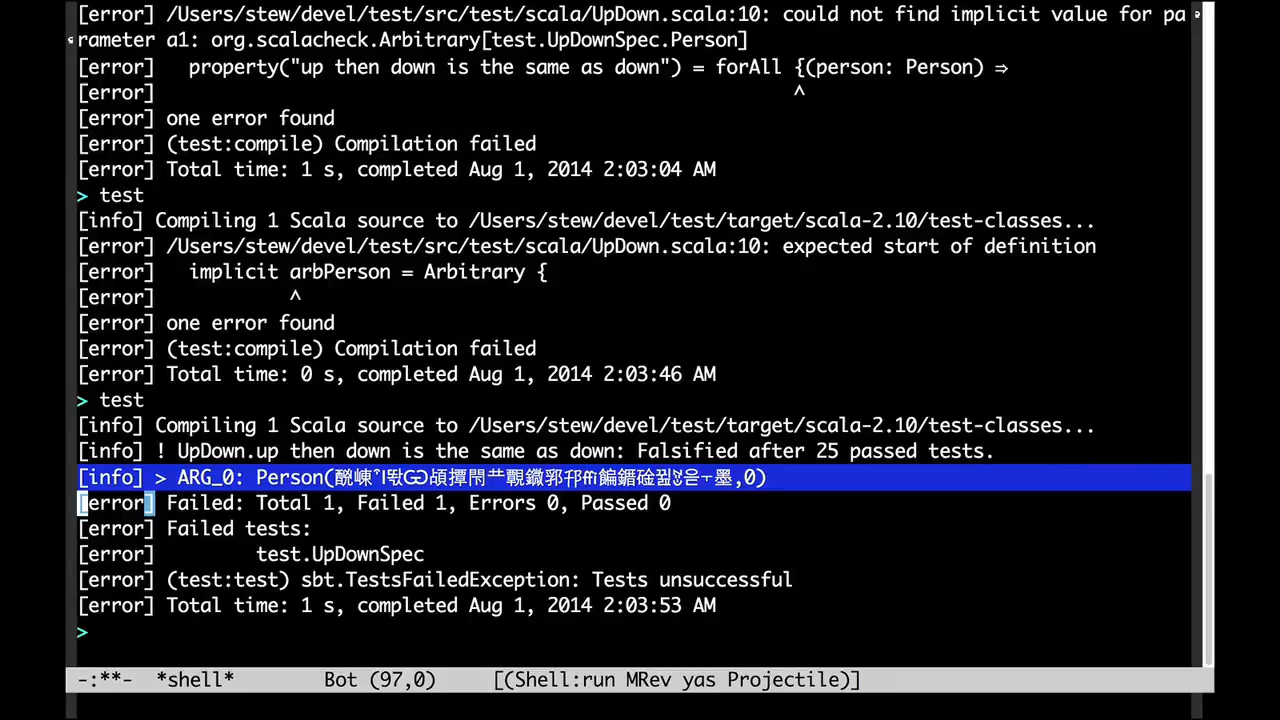 [error] /Users/stew/devel/test/src/test/scala/UpDown.scala:10: could not find implicit value for pa
rameter a1: org.scalacheck.Arbitrary[test.UpDownSpec.Person]
[error]   property("up then down is the same as down") = forAll {(person: Person) ⇒
[error]                                                         ^
[error] one error found
[error] (test:compile) Compilation failed
[error] Total time: 1 s, completed Aug 1, 2014 2:03:04 AM
> test
[info] Compiling 1 Scala source to /Users/stew/devel/test/target/scala-2.10/test-classes...
[error] /Users/stew/devel/test/src/test/scala/UpDown.scala:10: expected start of definition
[error]   implicit arbPerson = Arbitrary {
[error]            ^
[error] one error found
[error] (test:compile) Compilation failed
[error] Total time: 0 s, completed Aug 1, 2014 2:03:46 AM
> test
[info] Compiling 1 Scala source to /Users/stew/devel/test/target/scala-2.10/test-classes...
[info] ! UpDown.up then down is the same as down: Falsified after 25 passed tests.
[info] > ARG_0: Person(
,0)
[error] Failed: Total 1, Failed 1, Errors 0, Passed 0
[error] Failed tests:
[error]         test.UpDownSpec
[error] (test:test) sbt.TestsFailedException: Tests unsuccessful
[error] Total time: 1 s, completed Aug 1, 2014 2:03:53 AM
>
-:**-  *shell*        Bot (97,0)     [(Shell:run MRev yas Projectile)]